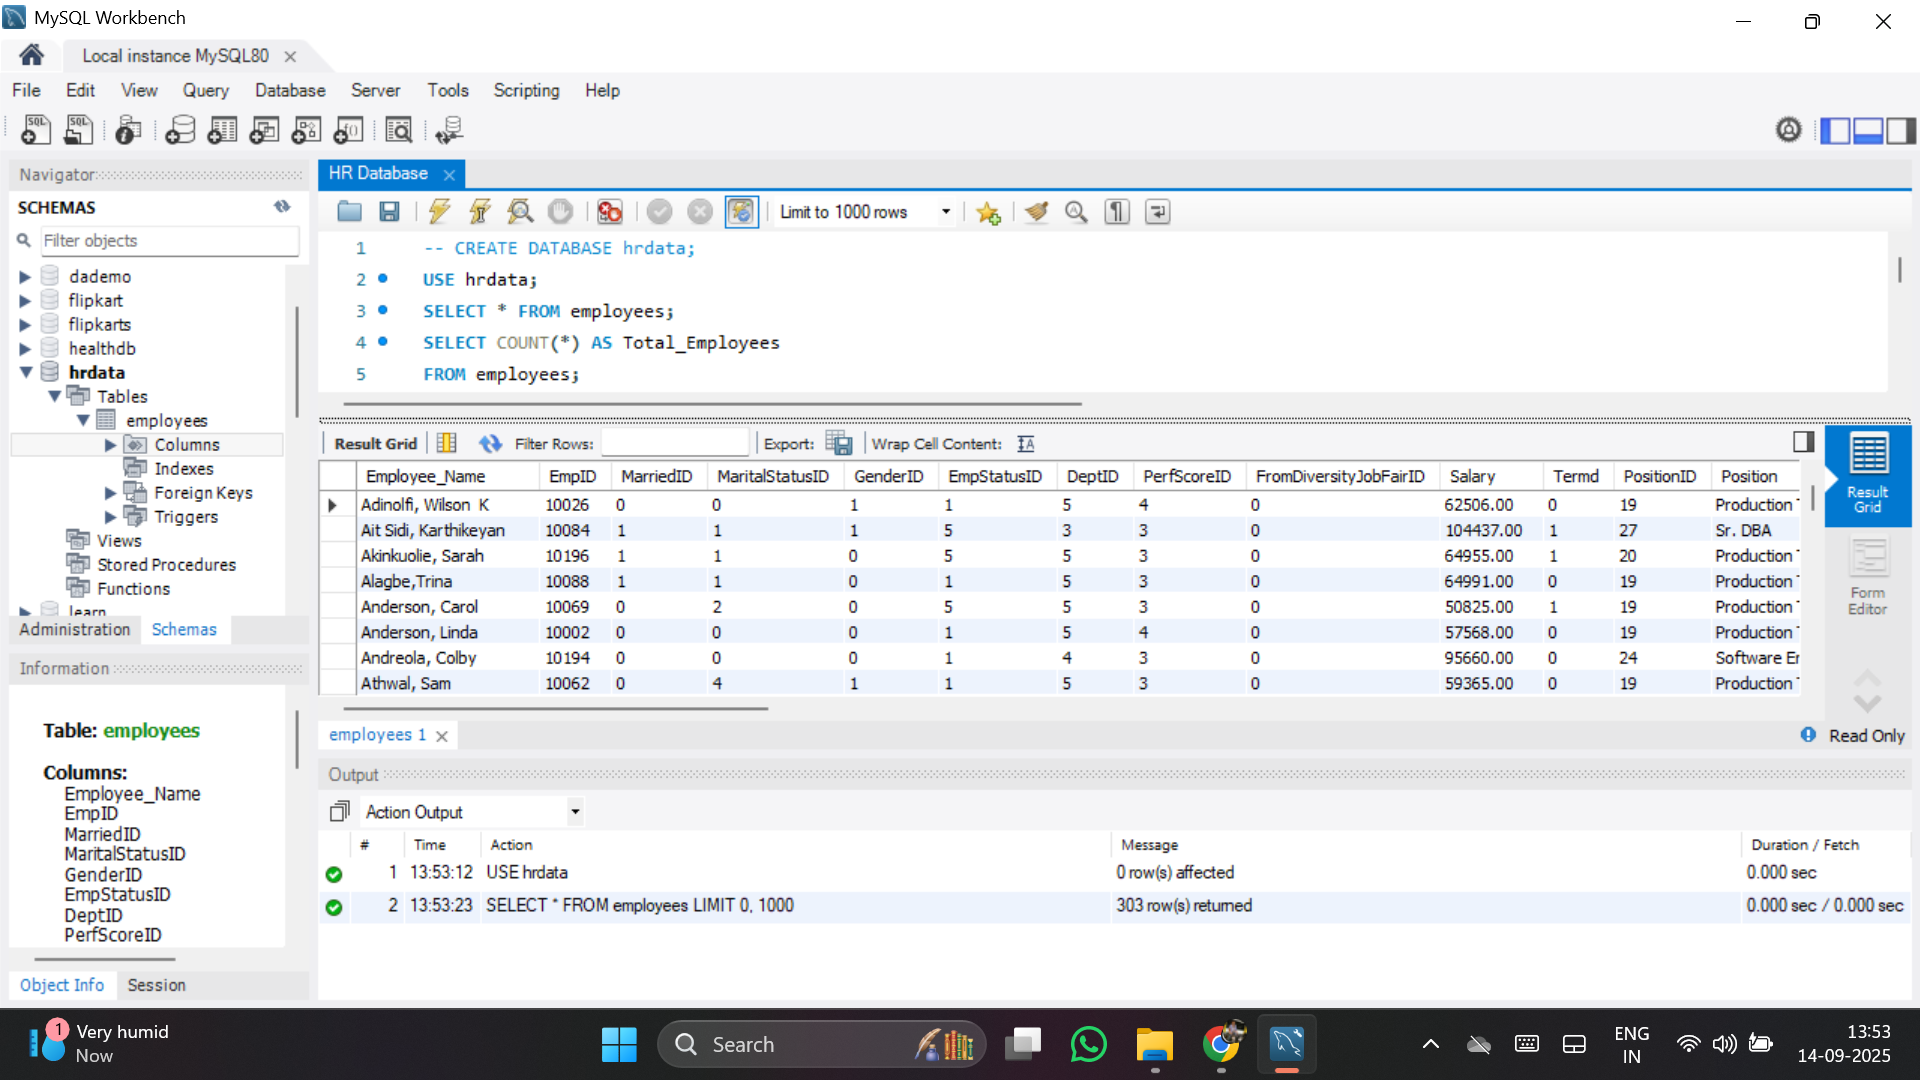 MySQL Workbench
Local instance MySQL80
File Edit View Query Database Server Tools Scripting Help
Navigator
SCHEMAS
Filter objects
dademo
flipkart
flipkarts
healthdb
hrdata
Tables
employees
Columns
Indexes
Foreign Keys
Triggers
Views
Stored Procedures
Functions
learn
Administration Schemas
Information
Table: employees
Columns:
Employee_Name
EmpID
MarriedID
MaritalStatusID
GenderID
EmpStatusID
DeptID
PerfScoreID
Object Info Session
HR Database
Limit to 1000 rows
1 -- CREATE DATABASE hrdata;
2 USE hrdata;
3 SELECT * FROM employees;
4 SELECT COUNT(*) AS Total_Employees
5 FROM employees;
Result Grid Filter Rows: Export: Wrap Cell Content:
Employee_Name EmpID MarriedID MaritalStatusID GenderID EmpStatusID DeptID PerfScoreID FromDiversityJobFairID Salary Termd PositionID Position
Adinolfi, Wilson K 10026 0 0 1 1 5 4 0 62506.00 0 19 Production
Ait Sidi, Karthikeyan 10084 1 1 1 5 3 3 0 104437.00 1 27 Sr. DBA
Akinkuolie, Sarah 10196 1 1 0 5 5 3 0 64955.00 1 20 Production
Alagbe,Trina 10088 1 1 0 1 5 3 0 64991.00 0 19 Production
Anderson, Carol 10069 0 2 0 5 5 3 0 50825.00 1 19 Production
Anderson, Linda 10002 0 0 0 1 5 4 0 57568.00 0 19 Production
Andreola, Colby 10194 0 0 0 1 4 3 0 95660.00 0 24 Software
Athwal, Sam 10062 0 4 1 1 5 3 0 59365.00 0 19 Production
Result
Grid
Form
Editor
employees 1
Read Only
Output
Action Output
# Time Action Message Duration / Fetch
1 13:53:12 USE hrdata 0 row(s) affected 0.000 sec
2 13:53:23 SELECT * FROM employees LIMIT 0, 1000 303 row(s) returned 0.000 sec / 0.000 sec
1
Very humid
Now
Search
ENG
IN
13:53
14-09-2025